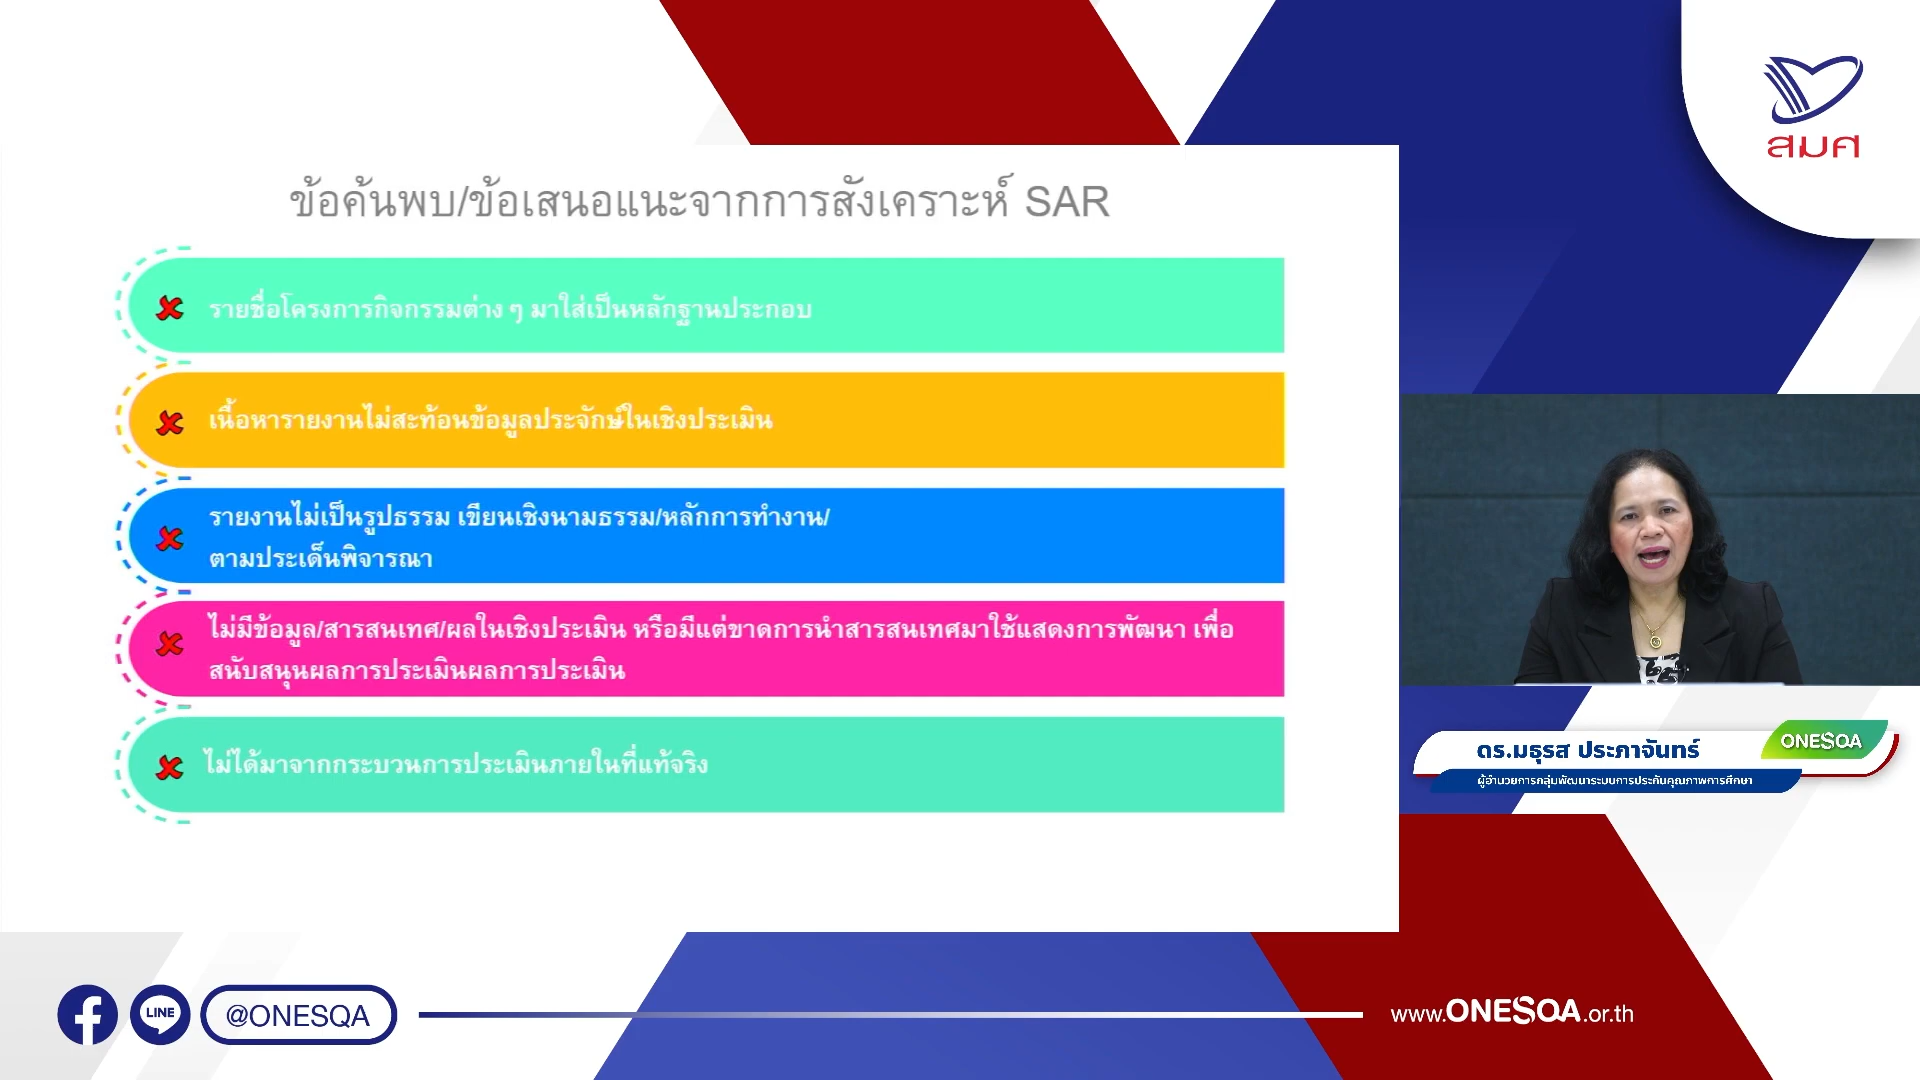 สมศ
ข้อค้นพบ/ข้อเสนอแนะจากการสังเคราะห์ SAR
รายชื่อโครงการกิจกรรมต่าง ๆ มาใส่เป็นหลักฐานประกอบ
เนื้อหารายงานไม่สะท้อนข้อมูลประจักษ์ในเชิงประเมิน
รายงานไม่เป็นรูปธรรม เขียนเชิงนามธรรม/หลักการทำงาน/
ตามประเด็นพิจารณา
ไม่มีข้อมูล/สารสนเทศ/ผลในเชิงประเมิน หรือมีแต่ขาดการนำสารสนเทศมาใช้แสดงการพัฒนา เพื่อ
สนับสนุนผลการประเมินผลการประเมิน
ไม่ได้มาจากกระบวนการประเมินภายในที่แท้จริง
ดร.มธุรส ประภาจันทร์
ONESQA
ผู้อำนวยการกลุ่มพัฒนาระบบการประกันคุณภาพการศึกษา
LINE
@ONESQA
www.ONESQA.or.th